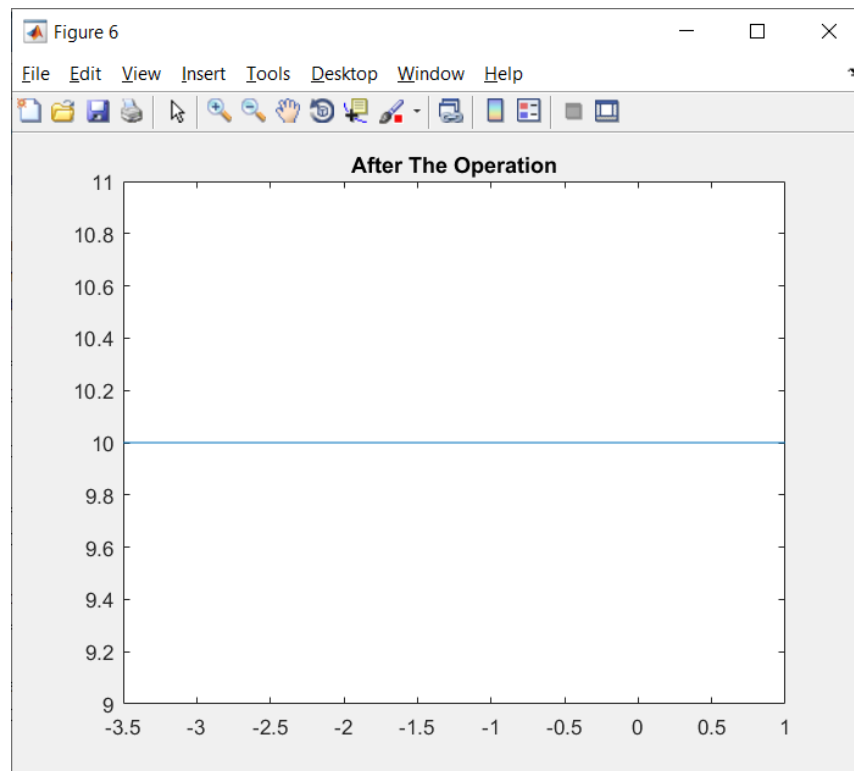 Figure 6
File Edit View Insert Tools Desktop Window Help
After The Operation
11
10.8
10.6
10.4
10.2
10
9.8
9.6
9.4
9.2
9
-3.5 -3 -2.5 -2 -1.5 -1 -0.5 0 0.5 1